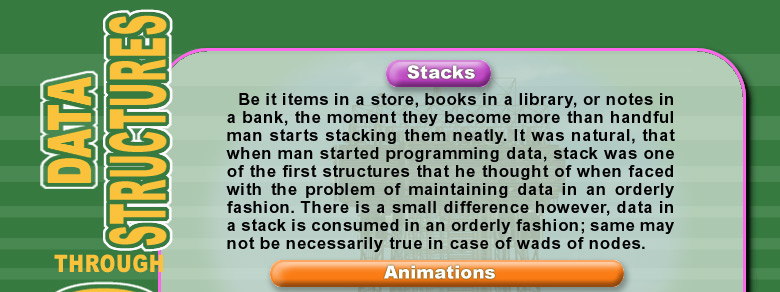 DATA
STRUCTURES
THROUGH
Stacks
Be it items in a store, books in a library, or notes in
a bank, the moment they become more than handful
man starts stacking them neatly. It was natural, that
when man started programming data, stack was one
of the first structures that he thought of when faced
with the problem of maintaining data in an orderly
fashion. There is a small difference however, data in
a stack is consumed in an orderly fashion; same may
not be necessarily true in case of wads of nodes.
Animations